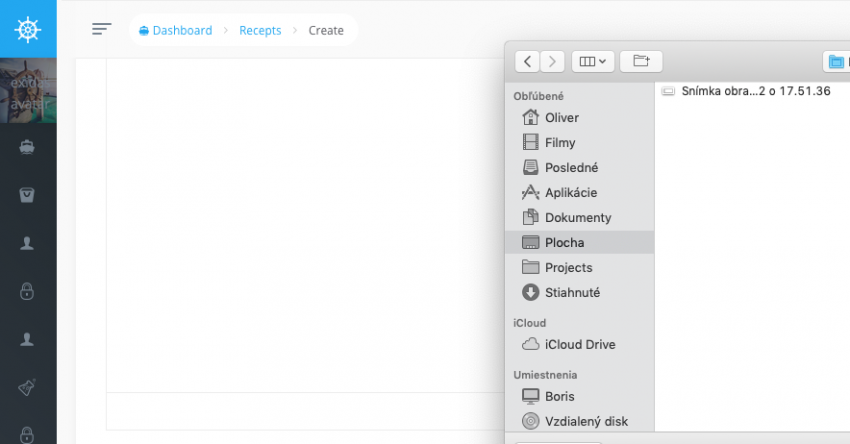 Dashboard
Recepts
Create
avatar
Obľúbené
Oliver
Filmy
Posledné
Aplikácie
Dokumenty
Plocha
Projects
Stiahnuté
iCloud
iCloud Drive
Umiestnenia
Boris
Vzdialený disk
Snímka obra...2 o 17.51.36